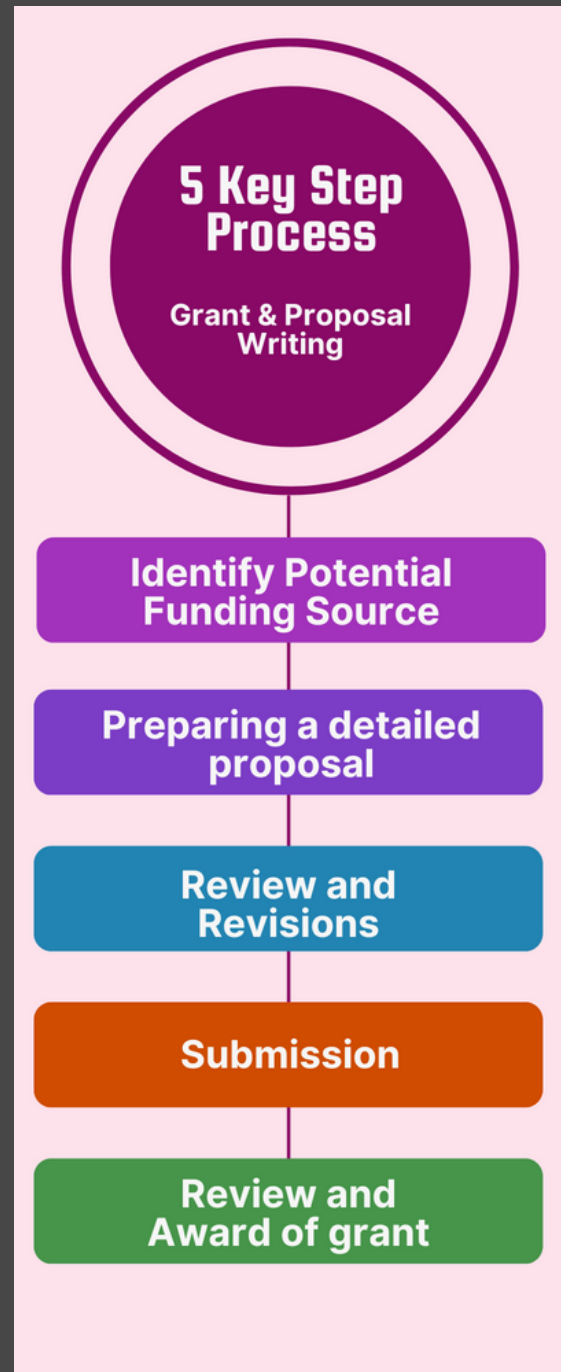 5 Key Step
Process
Grant & Proposal
Writing
Identify Potential
Funding Source
Preparing a detailed
proposal
Review and
Revisions
Submission
Review and
Award of grant